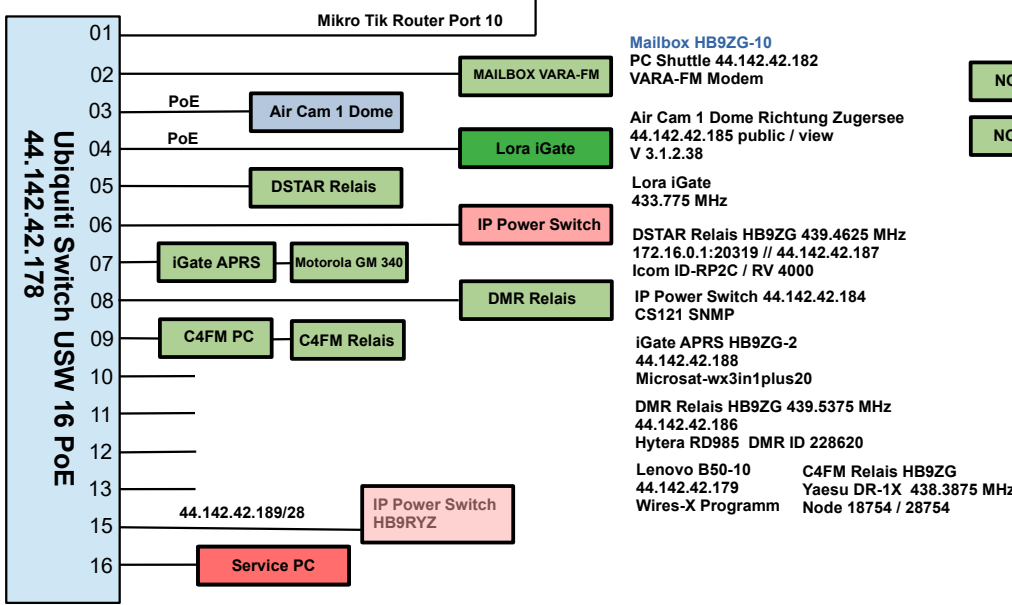 Ubiquiti Switch USW 16 PoE
44.142.42.178
01
Mikro Tik Router Port 10
02
MAILBOX VARA-FM
03
PoE
Air Cam 1 Dome
04
PoE
Lora iGate
05
DSTAR Relais
06
IP Power Switch
07
iGate APRS
Motorola GM 340
08
DMR Relais
09
C4FM PC
C4FM Relais
10
11
12
13
15
44.142.42.189/28
IP Power Switch
HB9RYZ
16
Service PC
Mailbox HB9ZG-10
PC Shuttle 44.142.42.182
VARA-FM Modem
Air Cam 1 Dome Richtung Zugersee
44.142.42.185 public / view
V 3.1.2.38
Lora iGate
433.775 MHz
DSTAR Relais HB9ZG 439.4625 MHz
172.16.0.1:20319 // 44.142.42.187
Icom ID-RP2C / RV 4000
IP Power Switch 44.142.42.184
CS121 SNMP
iGate APRS HB9ZG-2
44.142.42.188
Microsat-wx3in1plus20
DMR Relais HB9ZG 439.5375 MHz
44.142.42.186
Hytera RD985 DMR ID 228620
Lenovo B50-10
44.142.42.179
Wires-X Programm
C4FM Relais HB9ZG
Yaesu DR-1X 438.3875 MHz
Node 18754 / 28754